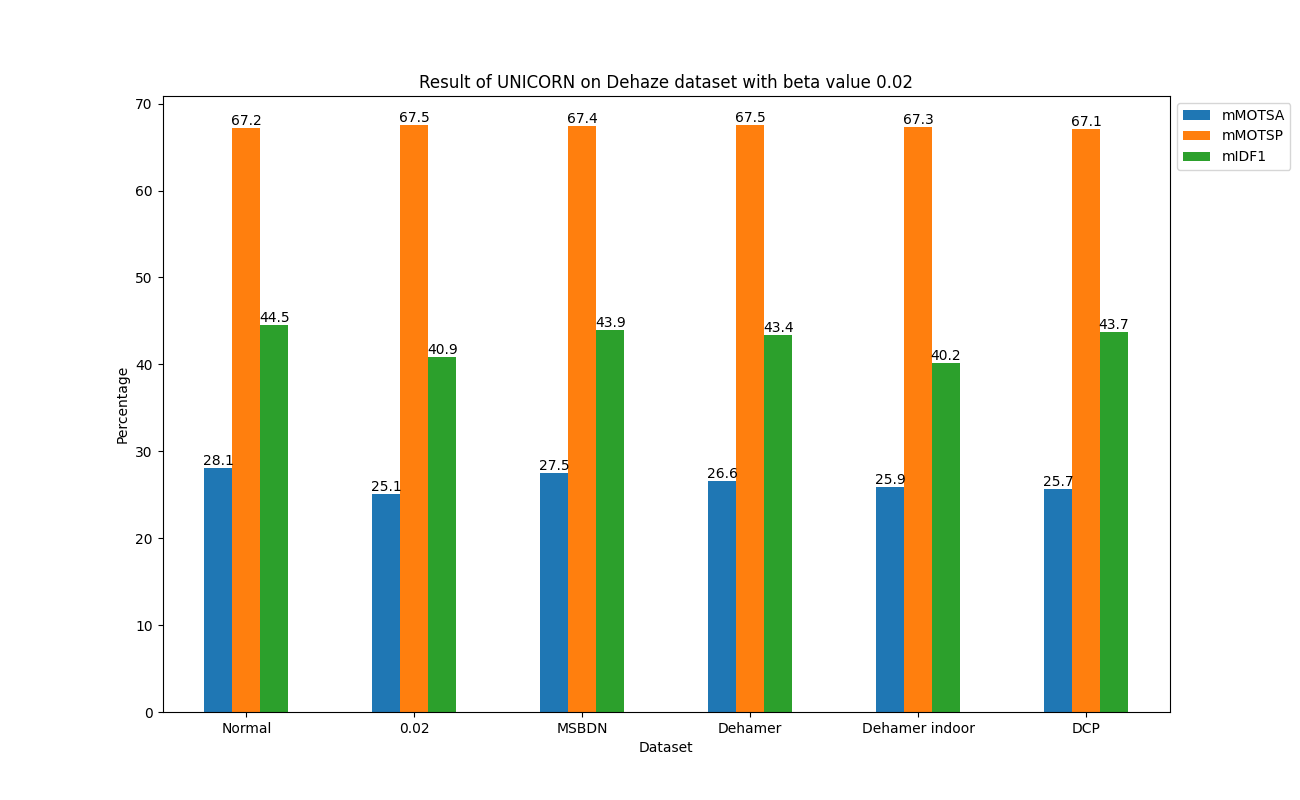 Result of UNICORN on Dehaze dataset with beta value 0.02
mMOTSA
mMOTSP
mIDF1
Percentage
70
60
50
40
30
20
10
0
28.1 67.2 44.5
25.1 67.5 40.9
27.5 67.4 43.9
26.6 67.5 43.4
25.9 67.3 40.2
25.7 67.1 43.7
Normal 0.02 MSBDN Dehamer Dehamer indoor DCP
Dataset